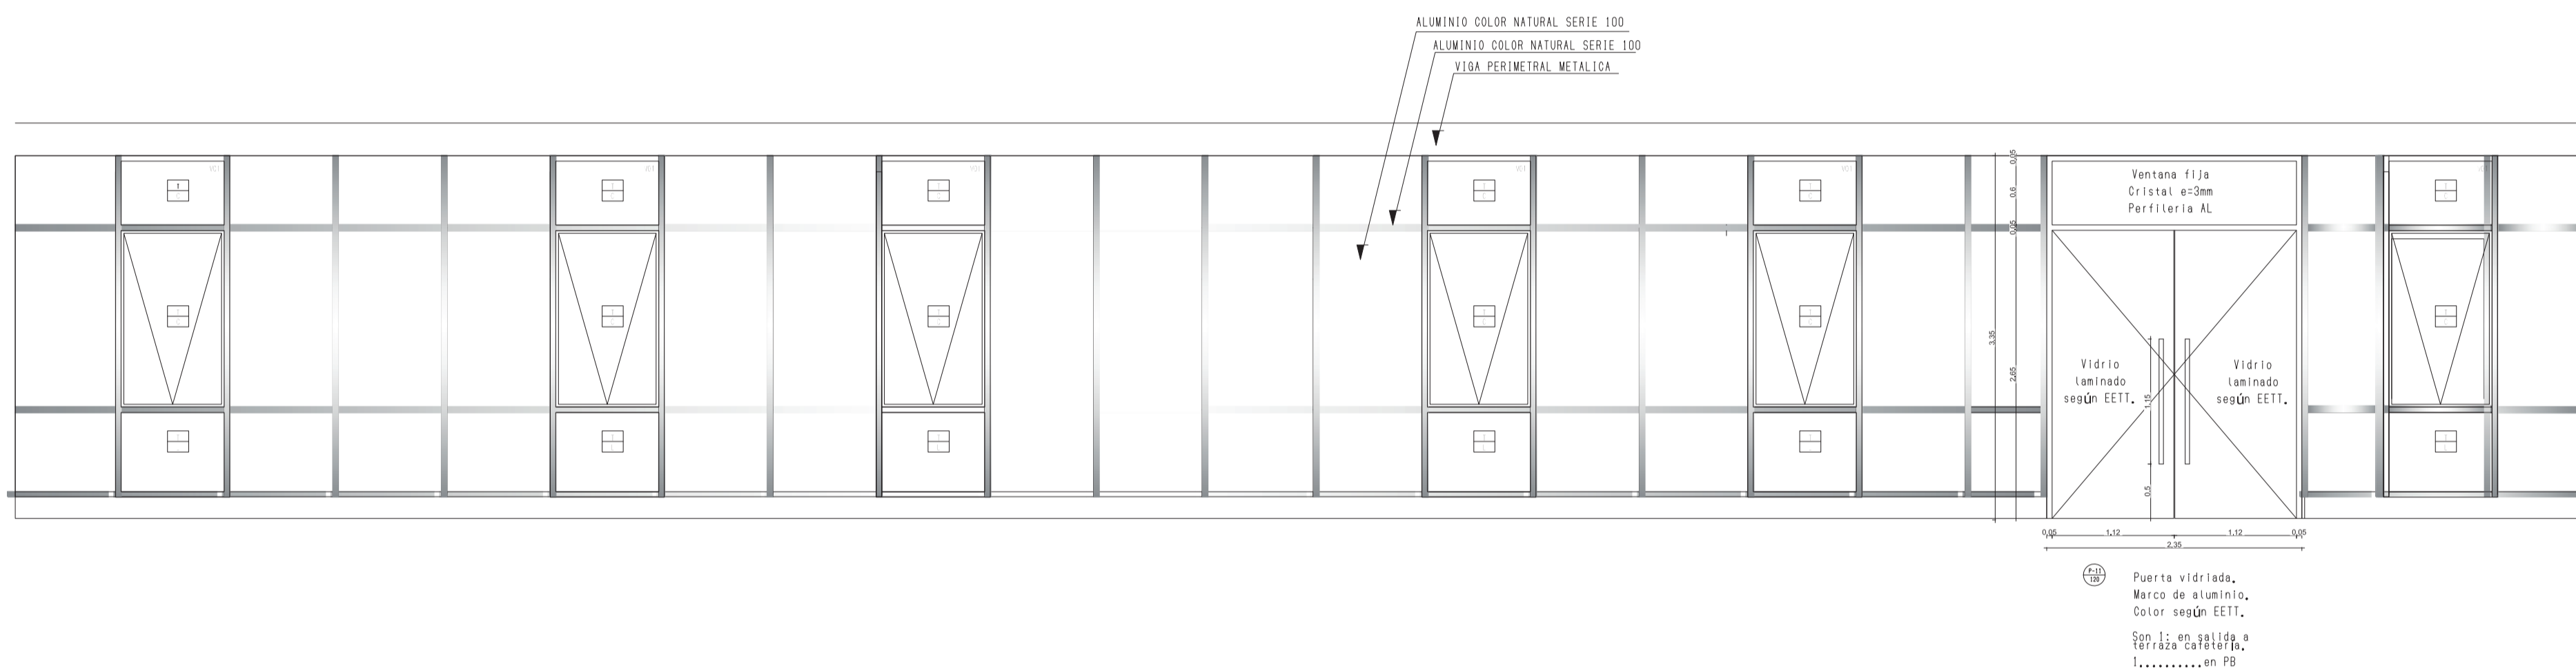 ALUMINIO COLOR NATURAL SERIE 100
ALUMINIO COLOR NATURAL SERIE 100
VIGA PERIMETRAL METALICA
Ventana fija
Cristal e=3mm
Perfileria AL
0,05
0,6
0,05
3,35
2,65
Vidrio
laminado
según EETT.
1,15
0,5
Vidrio
laminado
según EETT.
0,05
1,12
1,12
0,05
2,35
P-11
120
Puerta vidriada.
Marco de aluminio.
Color según EETT.
Son 1: en salida a
terraza cafetería.
1..........en PB